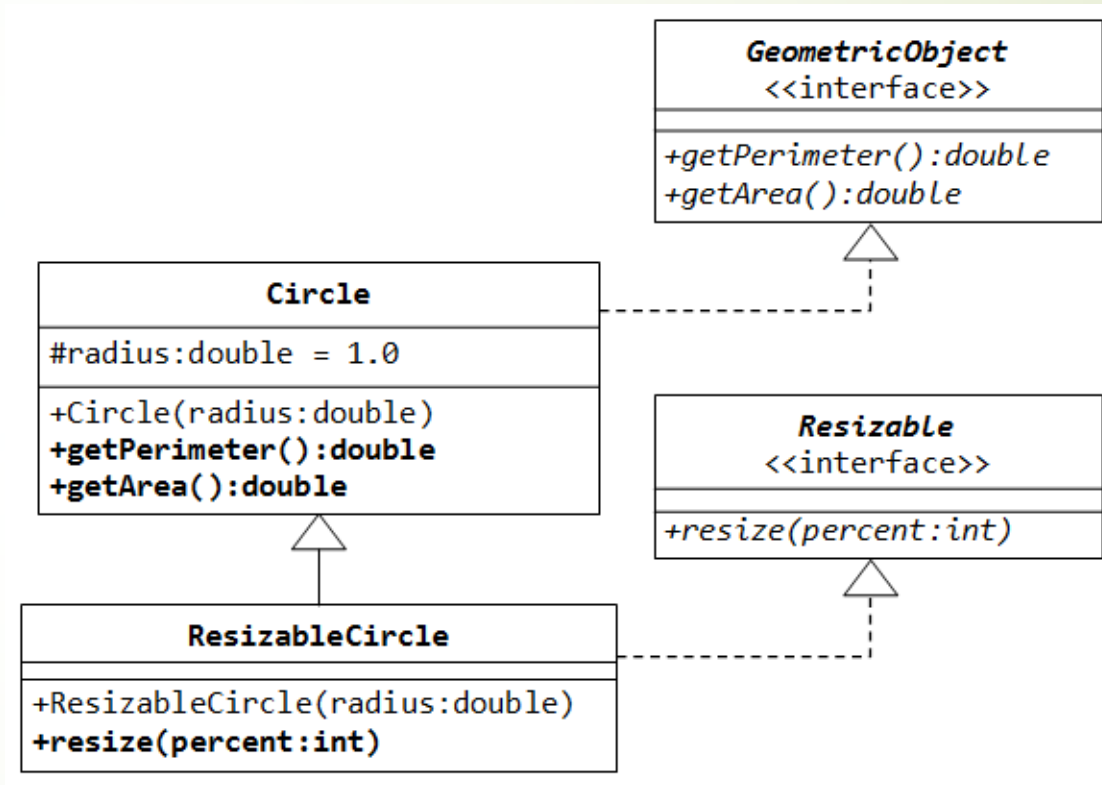 GeometricObject
<<interface>>
+getPerimeter():double
+getArea():double
Circle
#radius:double = 1.0
+Circle(radius:double)
+getPerimeter():double
+getArea():double
Resizable
<<interface>>
+resize(percent:int)
ResizableCircle
+ResizableCircle(radius:double)
+resize(percent:int)